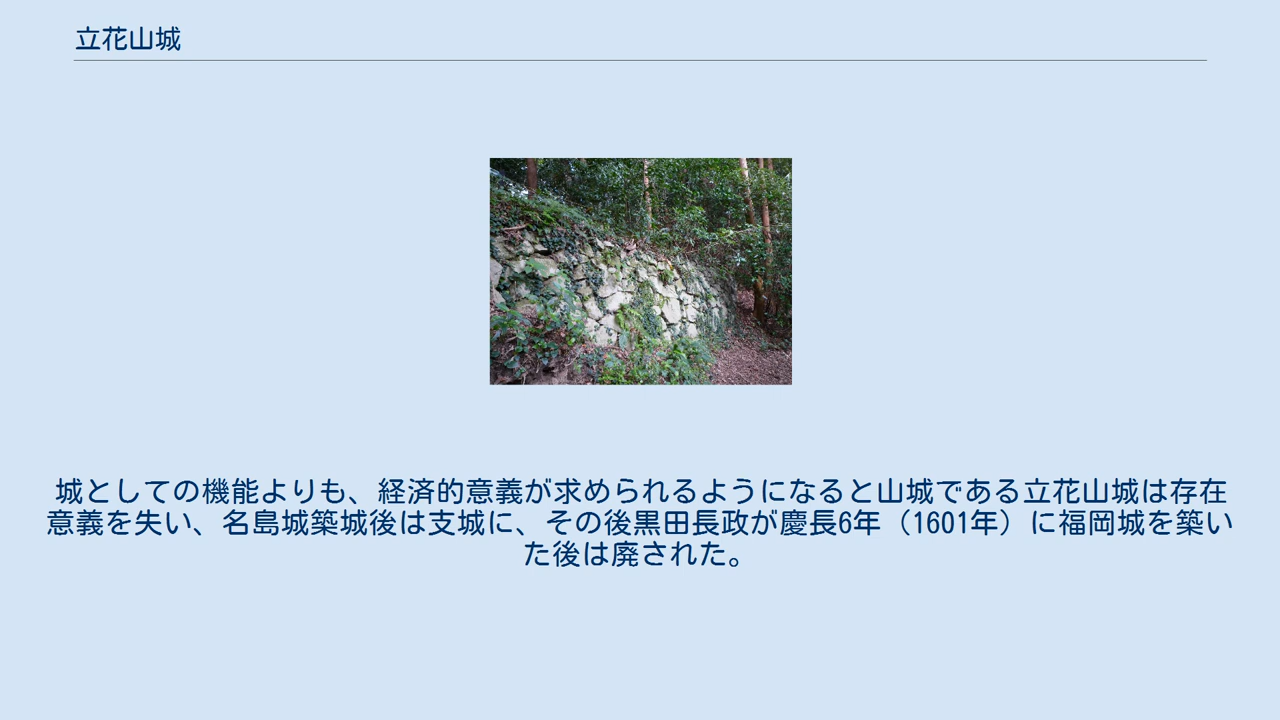 立花山城
城としての機能よりも、経済的意義が求められるようになると山城である立花山城は存在
意義を失い、名島城築城後は支城に、その後黒田長政が慶長6年（1601年）に福岡城を築い
た後は廃された。